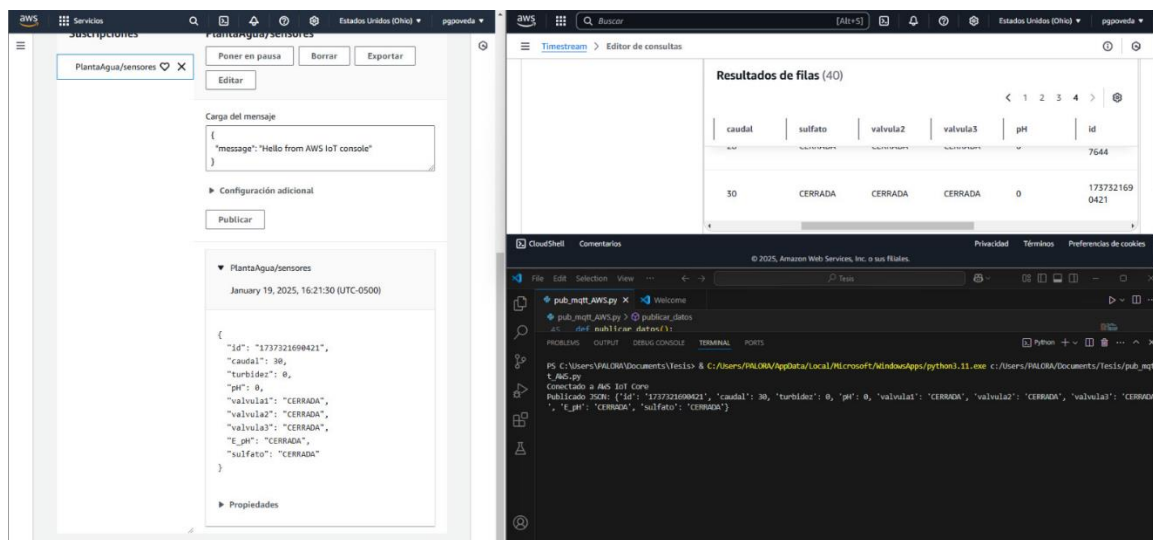 aws Servicios Estados Unidos (Ohio) pgpoveda
Suscripciones
PlantaAgua/sensores
PlantaAgua/sensores
Poner en pausa Borrar Exportar
Editar
Carga del mensaje
{
"message": "Hello from AWS IoT console"
}
Configuración adicional
Publicar
PlantaAgua/sensores
January 19, 2025, 16:21:30 (UTC-0500)
{
"id": "1737321690421",
"caudal": 30,
"turbidez": 0,
"pH": 0,
"valvula1": "CERRADA",
"valvula2": "CERRADA",
"valvula3": "CERRADA",
"E_pH": "CERRADA",
"sulfato": "CERRADA"
}
Propiedades
aws Buscar [Alt+S] Estados Unidos (Ohio) pgpoveda
Timestream > Editor de consultas
Resultados de filas (40)
< 1 2 3 4 >
caudal sulfato valvula2 valvula3 pH id
CERRADA CERRADA CERRADA 7644
30 CERRADA CERRADA CERRADA 0 173732169
0421
CloudShell Comentarios Privacidad Términos Preferencias de cookies
© 2025, Amazon Web Services, Inc. o sus filiales.
File Edit Selection View ... Tesis
pub_mqtt_AWS.py Welcome
pub_mqtt_AWS.py > publicar_datos
45 def publicar_datos():
PROBLEMS OUTPUT DEBUG CONSOLE TERMINAL PORTS Python
PS C:\Users\PALORA\Documents\Tesis> & C:/Users/PALORA/AppData/Local/Microsoft/WindowsApps/python3.11.exe c:/Users/PALORA/Documents/Tesis/pub_mqt
t_AWS.py
Conectado a AWS IoT Core
Publicado JSON: {'id': '1737321690421', 'caudal': 30, 'turbidez': 0, 'pH': 0, 'valvula1': 'CERRADA', 'valvula2': 'CERRADA', 'valvula3': 'CERRADA
', 'E_pH': 'CERRADA', 'sulfato': 'CERRADA'}